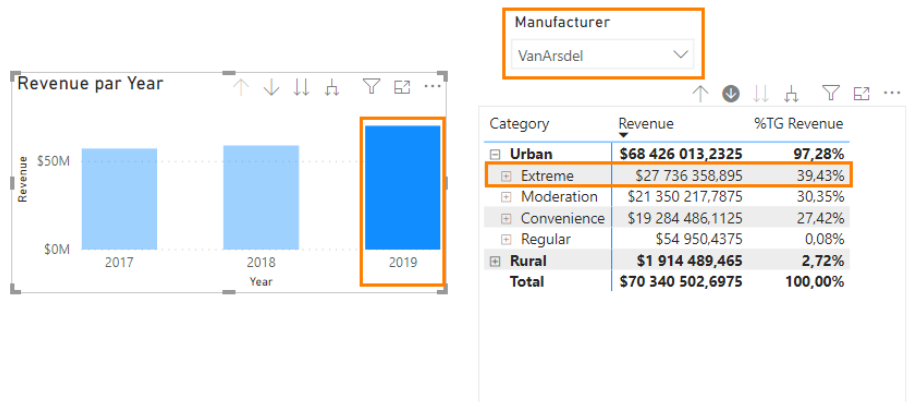 Manufacturer
VanArsdel
Revenue par Year
Revenue
$50M
$0M
2017 2018 2019
Year
Category Revenue %TG Revenue
Urban $68 426 013,2325 97,28%
Extreme $27 736 358,895 39,43%
Moderation $21 350 217,7875 30,35%
Convenience $19 284 486,1125 27,42%
Regular $54 950,4375 0,08%
Rural $1 914 489,465 2,72%
Total $70 340 502,6975 100,00%